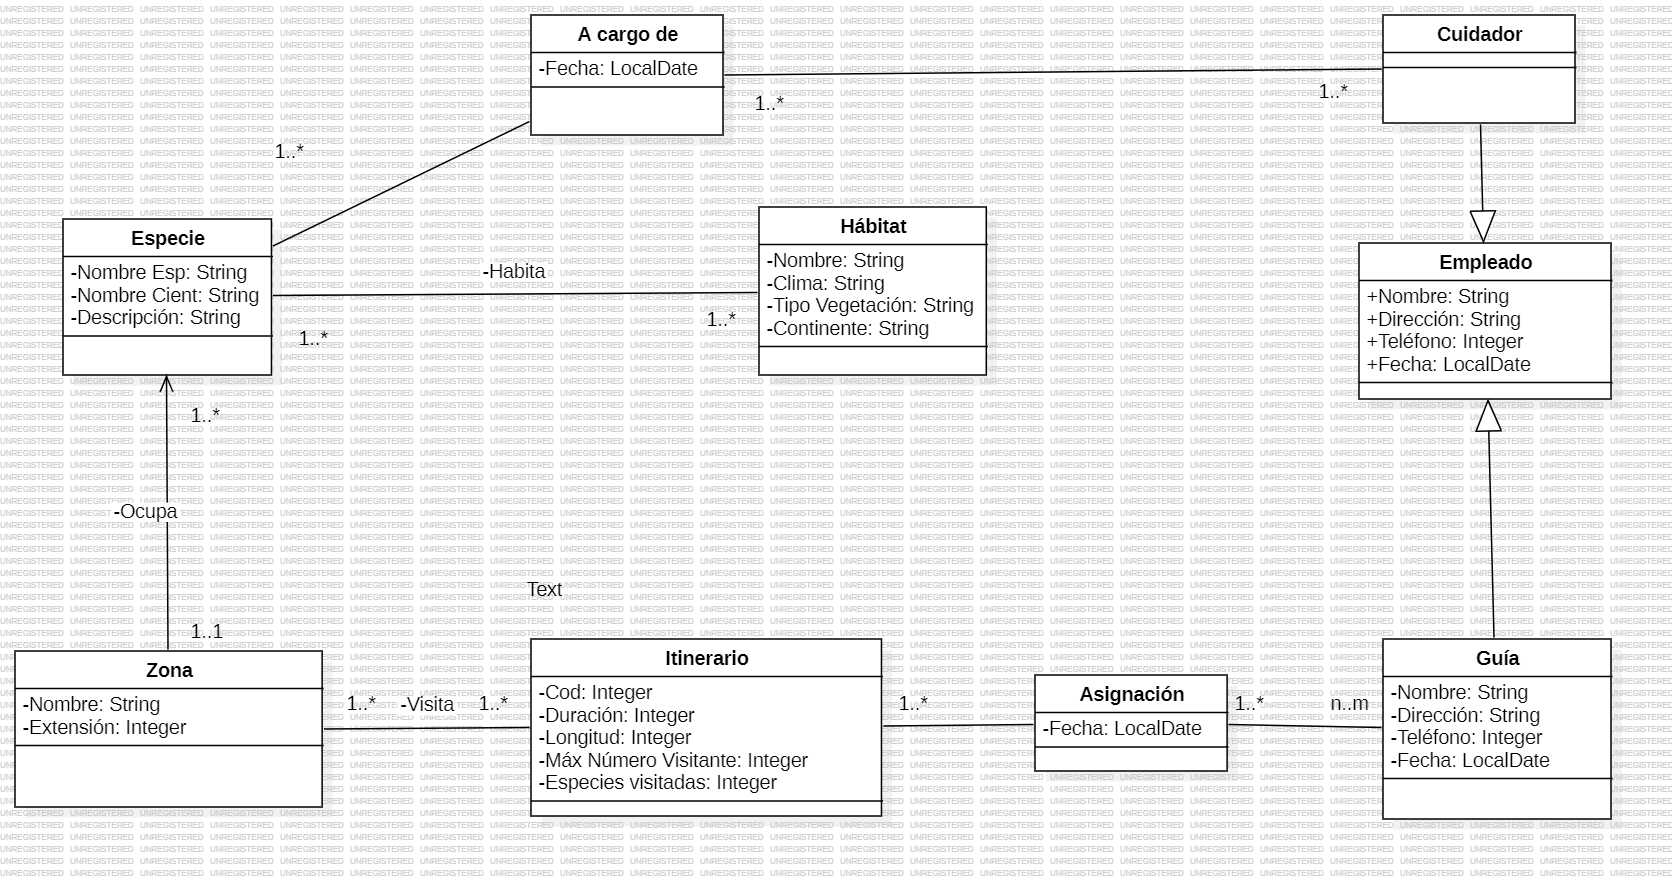 A cargo de
-Fecha: LocalDate
1..*
1..*
Cuidador
1..*
Especie
-Nombre Esp: String
-Nombre Cient: String
-Descripción: String
-Habita
1..*
1..*
Hábitat
-Nombre: String
-Clima: String
-Tipo Vegetación: String
-Continente: String
Empleado
+Nombre: String
+Dirección: String
+Teléfono: Integer
+Fecha: LocalDate
1..*
-Ocupa
1..1
Text
Zona
-Nombre: String
-Extensión: Integer
1..* -Visita 1..*
Itinerario
-Cod: Integer
-Duración: Integer
-Longitud: Integer
-Máx Número Visitante: Integer
-Especies visitadas: Integer
1..*
Asignación
-Fecha: LocalDate
1..*
n..m
Guía
-Nombre: String
-Dirección: String
-Teléfono: Integer
-Fecha: LocalDate
UNREGISTERED